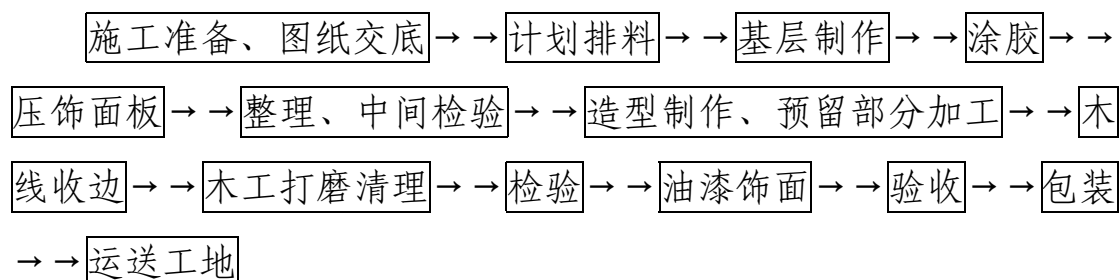 施工准备、图纸交底→→计划排料→→基层制作→→涂胶→→
压饰面板→→整理、中间检验→→造型制作、预留部分加工→→木
线收边→→木工打磨清理→→检验→→油漆饰面→→验收→→包装
→→运送工地